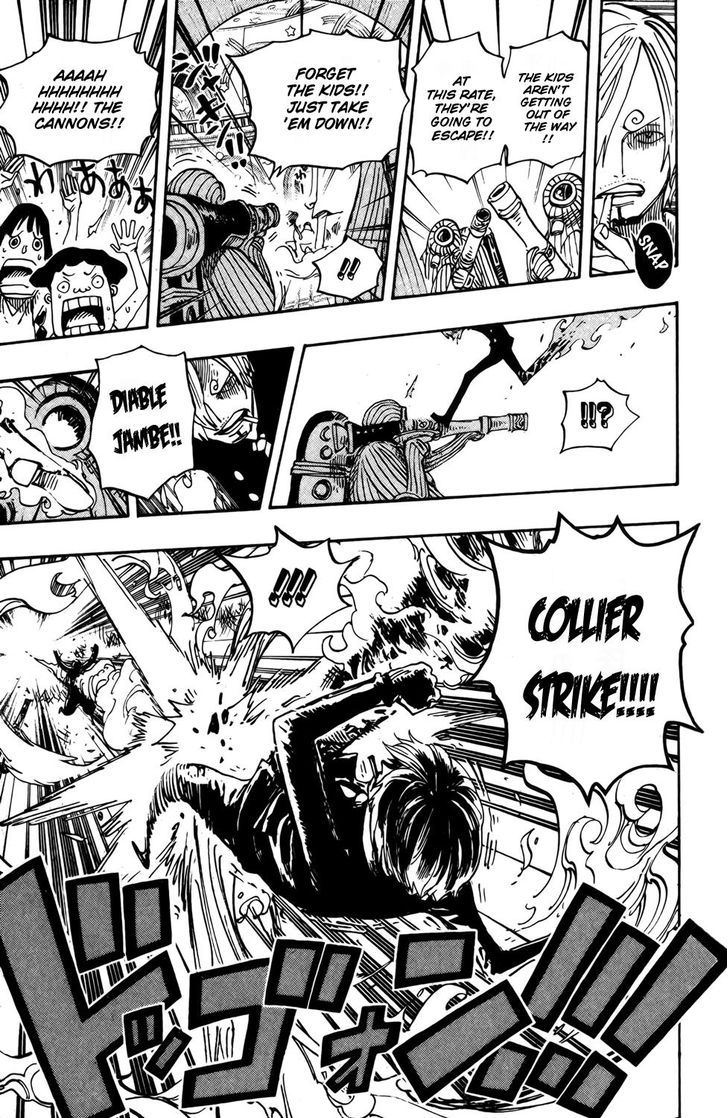 THE KIDS
AREN'T
GETTING
OUT OF
THE WAY
!!
AT
THIS RATE,
THEY'RE
GOING TO
ESCAPE!!
SNAP
FORGET
THE KIDS!!
JUST TAKE
'EM DOWN!!
!!
AAAAH
HHHHHHHH
HHHH!! THE
CANNONS!!
わあああ
!!?
DIABLE
JAMBE!!
!!!
COLLIER
STRIKE!!!!
ドゴォン!!!